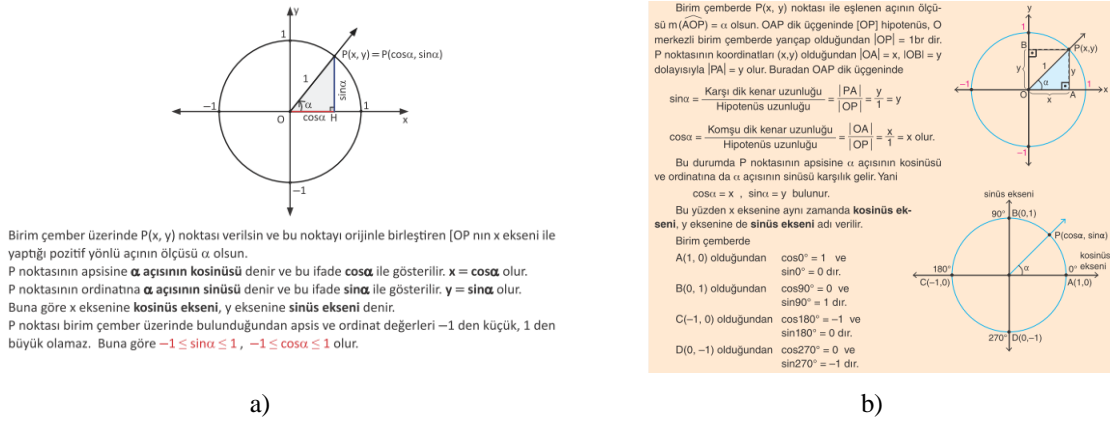 y
1
P(x, y) = P(cosα, sinα)
1
sinα
α
−1
O
cosα
H
1
x
−1
Birim çember üzerinde P(x, y) noktası verilsin ve bu noktayı orijinle birleştiren [OP nın x ekseni ile
yaptığı pozitif yönlü açının ölçüsü α olsun.
P noktasının apsisine α açısının kosinüsü denir ve bu ifade cosα ile gösterilir. x = cosα olur.
P noktasının ordinatına α açısının sinüsü denir ve bu ifade sinα ile gösterilir. y = sinα olur.
Buna göre x eksenine kosinüs ekseni, y eksenine sinüs ekseni denir.
P noktası birim çember üzerinde bulunduğundan apsis ve ordinat değerleri −1 den küçük, 1 den
büyük olamaz. Buna göre −1 ≤ sinα ≤ 1 , −1 ≤ cosα ≤ 1 olur.
a)
Birim çemberde P(x, y) noktası ile eşlenen açının ölçü-
sü m(AOP) = α olsun. OAP dik üçgeninde [OP] hipotenüs, O
merkezli birim çemberde yarıçap olduğundan |OP| = 1br dir.
P noktasının koordinatları (x,y) olduğundan |OA| = x, |OB| = y
dolayısıyla |PA| = y olur. Buradan OAP dik üçgeninde
sinα = Karşı dik kenar uzunluğu / Hipotenüs uzunluğu = |PA| / |OP| = y/1 = y
cosα = Komşu dik kenar uzunluğu / Hipotenüs uzunluğu = |OA| / |OP| = x/1 = x olur.
Bu durumda P noktasının apsisine α açısının kosinüsü
ve ordinatına da α açısının sinüsü karşılık gelir. Yani
cosα = x , sinα = y bulunur.
Bu yüzden x eksenine aynı zamanda kosinüs ek-
seni, y eksenine de sinüs ekseni adı verilir.
Birim çemberde
A(1, 0) olduğundan cos0° = 1 ve
sin0° = 0 dır.
B(0, 1) olduğundan cos90° = 0 ve
sin90° = 1 dır.
C(−1, 0) olduğundan cos180° = −1 ve
sin180° = 0 dır.
D(0, −1) olduğundan cos270° = 0 ve
sin270° = −1 dır.
y
1
B
P(x,y)
1
y
y
α
−1
O
x
A
1
x
−1
sinüs ekseni
90° B(0,1)
P(cosα, sinα)
kosinüs
ekseni
180°
α
0°
C(−1,0)
A(1,0)
270° D(0,−1)
b)